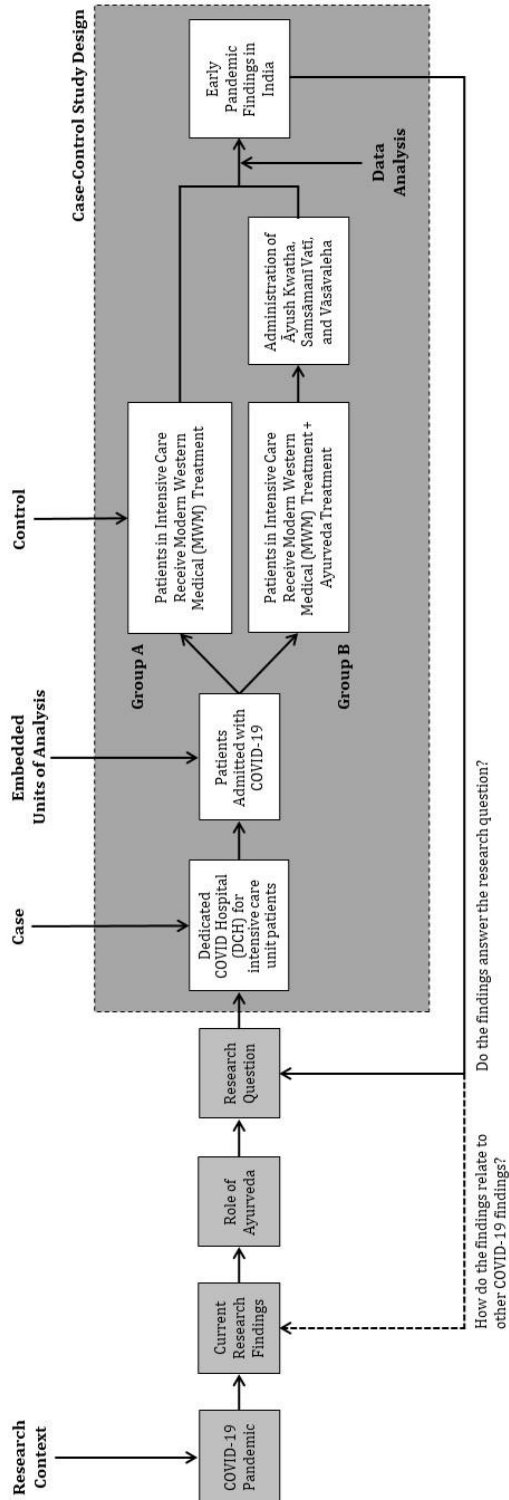 Research
Context
COVID-19
Pandemic
Current
Research
Findings
Role of
Ayurveda
Research
Question
Case
Embedded
Units of Analysis
Control
Case-Control Study Design
Dedicated
COVID Hospital
(DCH) for
intensive care
unit patients
Patients
Admitted with
COVID-19
Group A
Patients in Intensive Care
Receive Modern Western
Medical (MWM) Treatment
Group B
Patients in Intensive Care
Receive Modern Western
Medical (MWM) Treatment +
Ayurveda Treatment
Administration of
Āyush Kwatha,
Samsāmanī Vatī,
and Vāsāvaleha
Early
Pandemic
Findings in
India
Data
Analysis
How do the findings relate to
other COVID-19 findings?
Do the findings answer the research question?